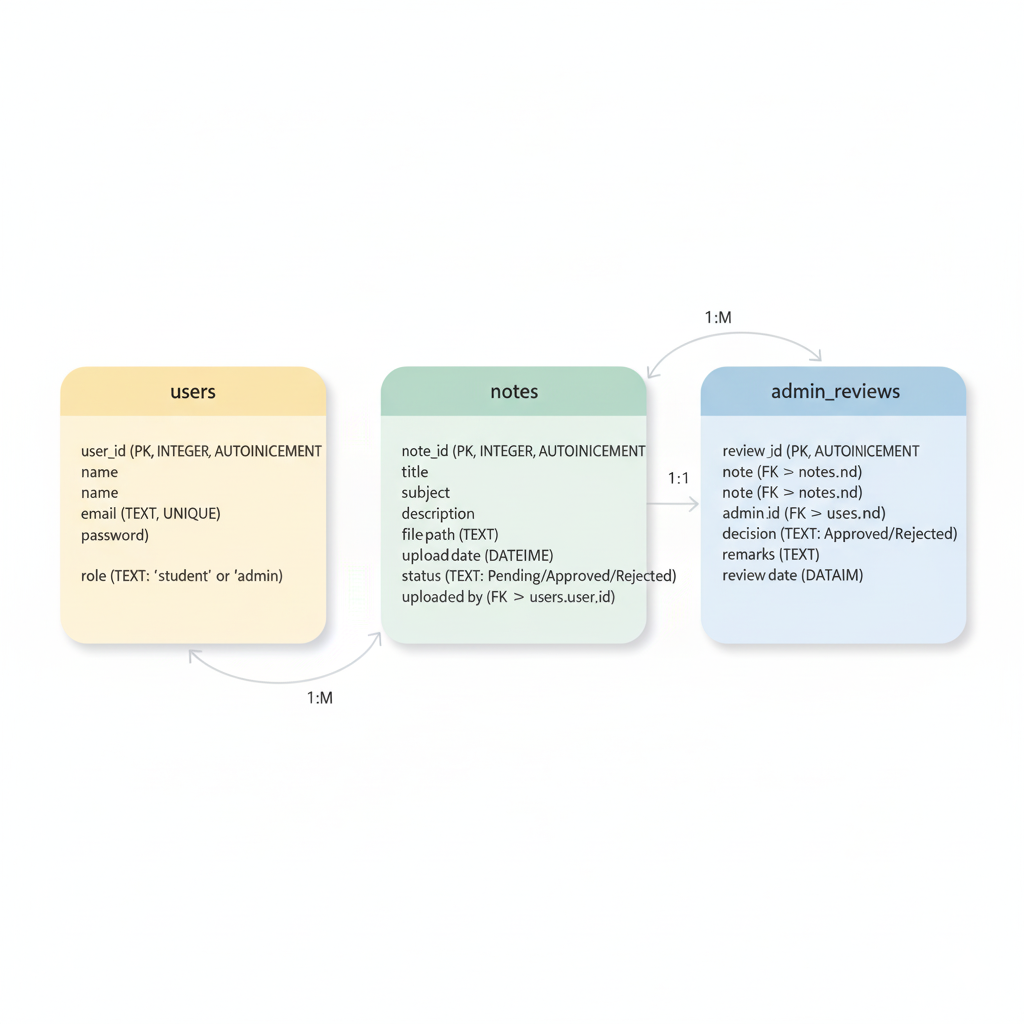 1:M
users
user_id (PK, INTEGER, AUTOINICEMENT
name
name
email (TEXT, UNIQUE)
password)
role (TEXT: 'student' or 'admin)
1:M
notes
note_id (PK, INTEGER, AUTOINICEMENT
title
subject
description
file path (TEXT)
upload date (DATEIME)
status (TEXT: Pending/Approved/Rejected)
uploaded by (FK > users.user.id)
1:1
admin_reviews
review_id (PK, AUTOINICEMENT
note (FK > notes.nd)
note (FK > notes.nd)
admin.id (FK > uses.nd)
decision (TEXT: Approved/Rejected)
remarks (TEXT)
review date (DATAIM)